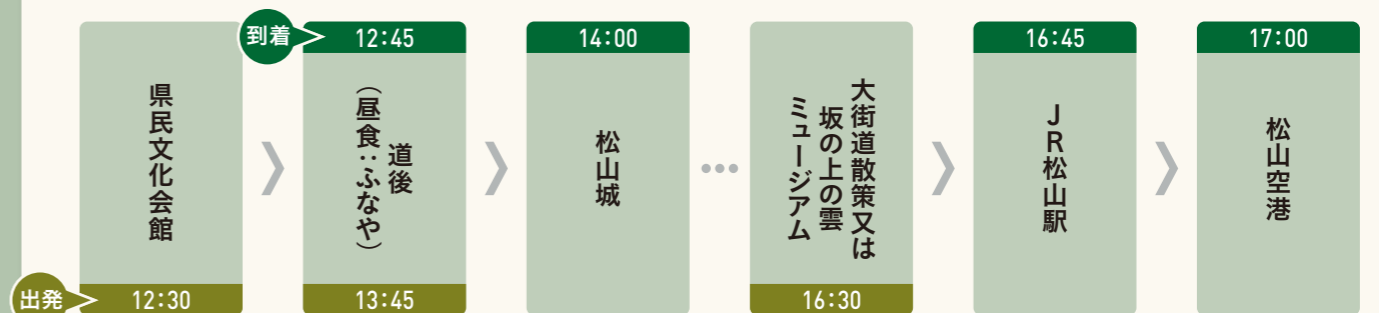 県民文化会館
出発
12:30
到着
12:45
道後
（昼食：ふなや）
13:45
14:00
松山城
…
大街道散策又は
坂の上の雲
ミュージアム
16:30
16:45
JR松山駅
17:00
松山空港